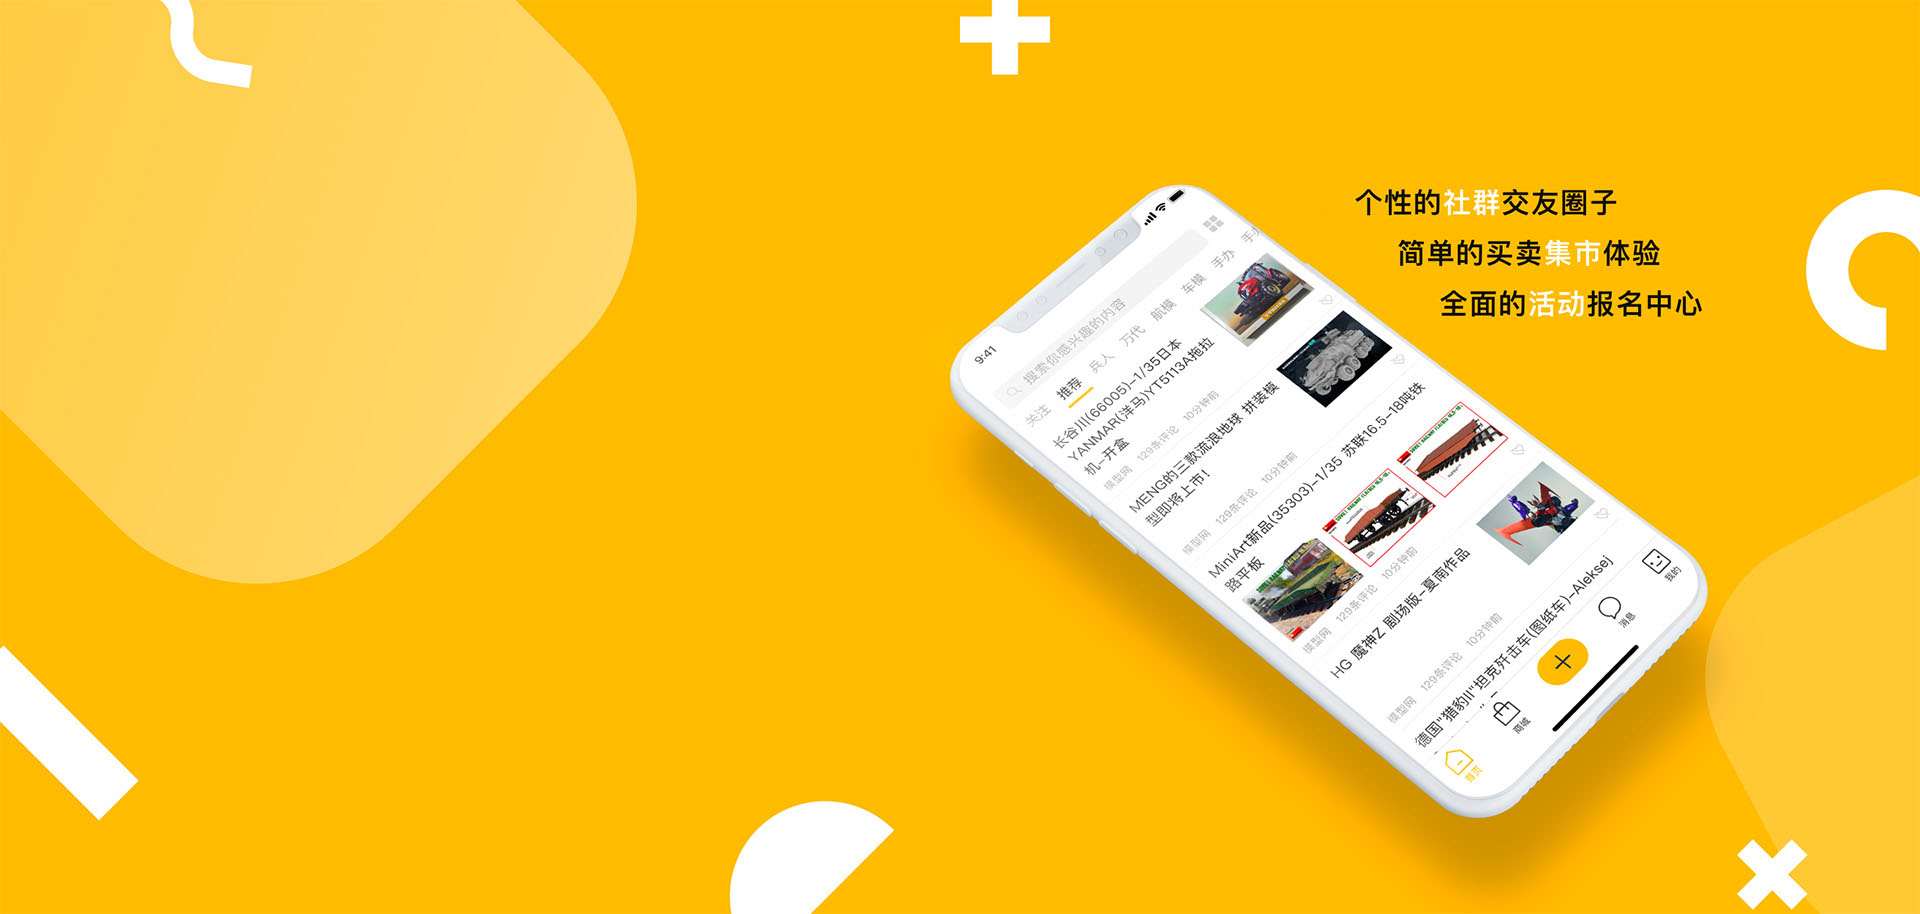 个性的社群交友圈子
简单的买卖集市体验
全面的活动报名中心
9:41
搜索你感兴趣的内容
关注 推荐 兵人 万代 航模 车模 手办
长谷川(66005)-1/35日本
YANMAR(洋马)YT5113A拖拉
机-开盒
模型网 129条评论 10分钟前
MENG的三款流浪地球 拼装模
型即将上市!
模型网 129条评论 10分钟前
MiniArt新品(35303)-1/35 苏联16.5-18吨铁
路平板
模型网 129条评论 10分钟前
HG 魔神Z 剧场版-夏南作品
模型网 129条评论 10分钟前
德国"猎豹II"坦克歼击车(图纸车)-Aleksej
首页
商城
消息
我的